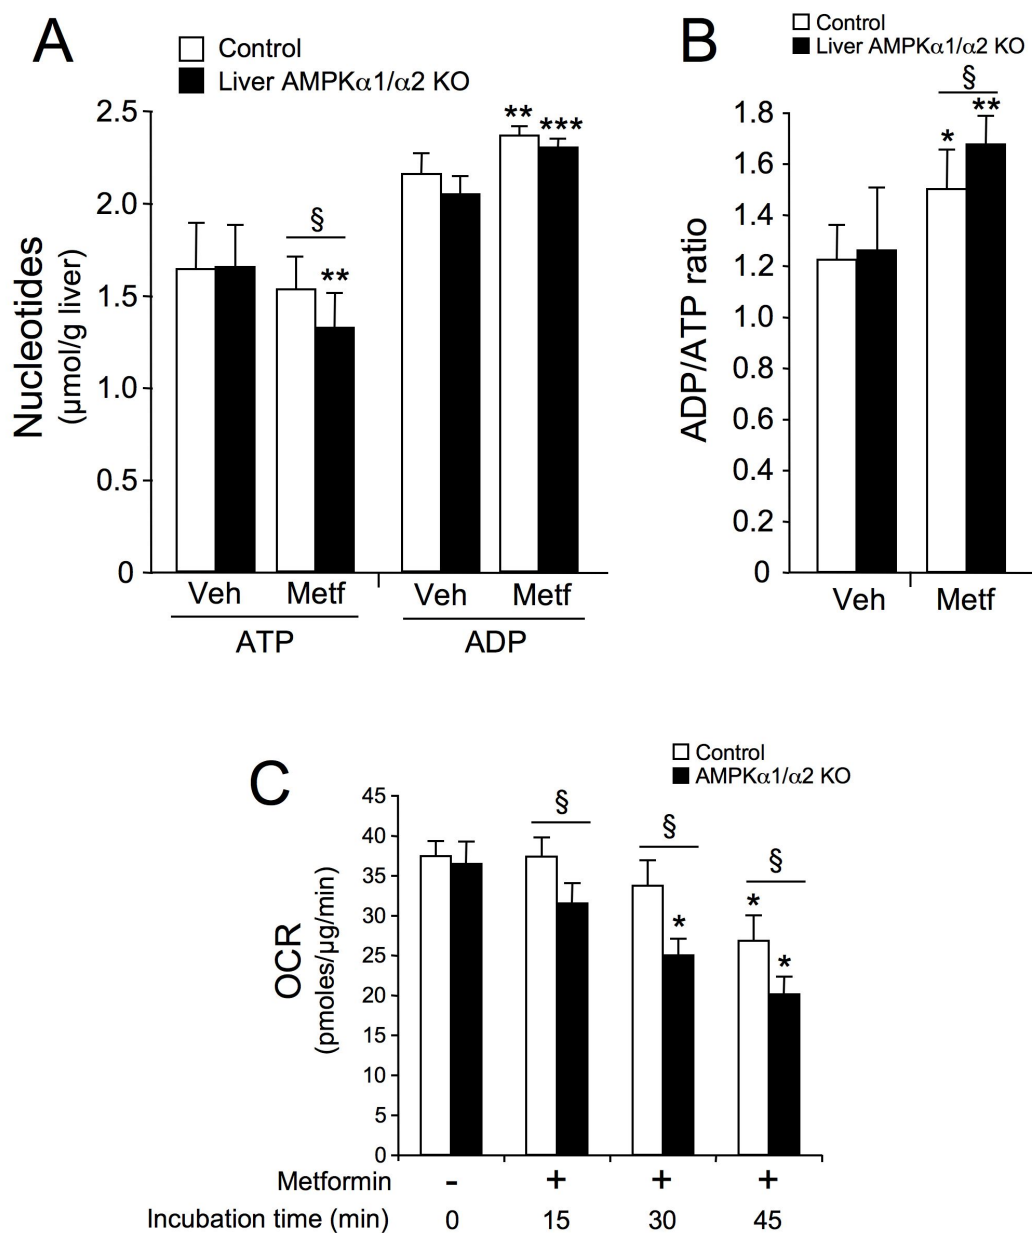 A
Control
Liver AMPKα1/α2 KO
Nucleotides
(µmol/g liver)
2.5
2.0
1.5
1.0
0.5
0
§
**
**
***
Veh
Metf
Veh
Metf
ATP
ADP
B
Control
Liver AMPKα1/α2 KO
ADP/ATP ratio
1.8
1.6
1.4
1.2
1.0
0.8
0.6
0.4
0.2
0
§
*
**
Veh
Metf
C
Control
AMPKα1/α2 KO
OCR
(pmoles/µg/min)
45
40
35
30
25
20
15
10
5
0
§
§
*
§
*
*
Metformin - + + +
Incubation time (min) 0 15 30 45